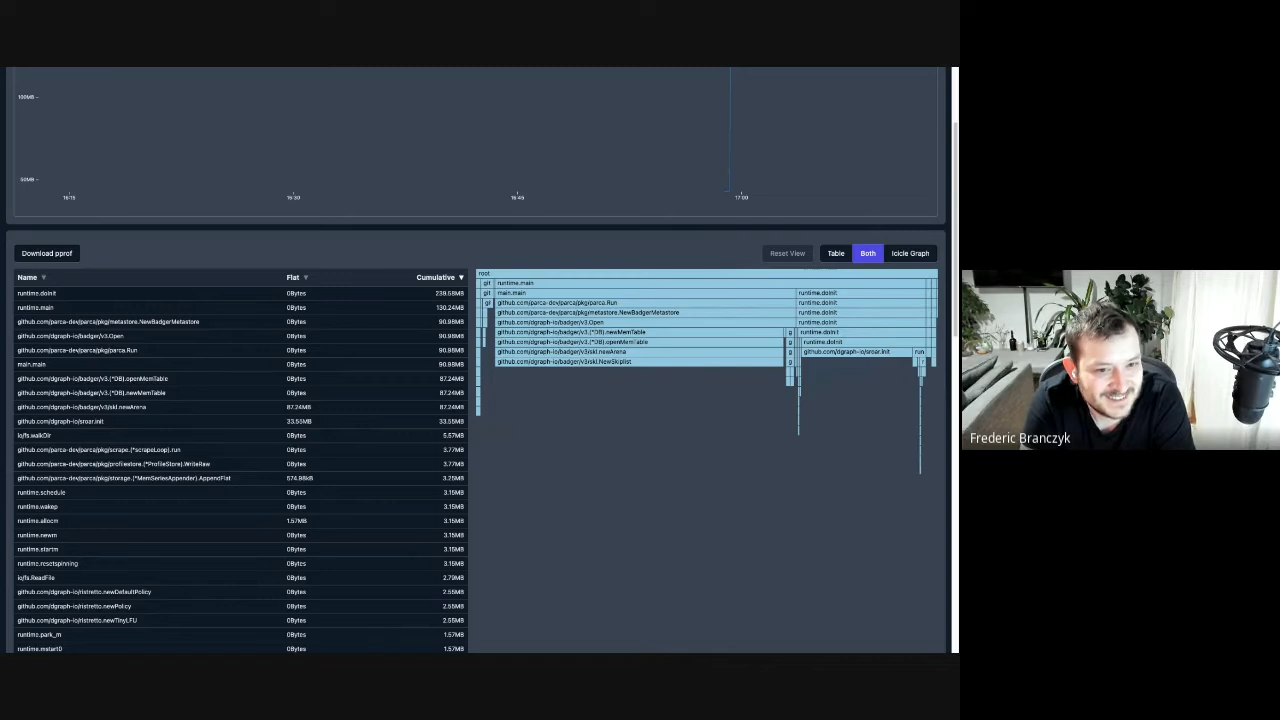 100MB
50MB
16:15
16:30
16:45
17:00
Download pprof
Reset View
Table
Both
Icicle Graph
Name
Flat
Cumulative
runtime.doInit 0Bytes 239.58MB
runtime.main 0Bytes 130.24MB
github.com/parca-dev/parca/pkg/metastore.NewBadgerMetastore 0Bytes 90.98MB
github.com/dgraph-io/badger/v3.Open 0Bytes 90.98MB
github.com/parca-dev/parca/pkg/parca.Run 0Bytes 90.98MB
main.main 0Bytes 90.98MB
github.com/dgraph-io/badger/v3.(*DB).openMemTable 0Bytes 87.24MB
github.com/dgraph-io/badger/v3.(*DB).newMemTable 0Bytes 87.24MB
github.com/dgraph-io/badger/v3/skl.newArena 87.24MB 87.24MB
github.com/dgraph-io/sroar.init 33.55MB 33.55MB
io/fs.walkDir 0Bytes 5.57MB
github.com/parca-dev/parca/pkg/scrape.(*scrapeLoop).run 0Bytes 3.77MB
github.com/parca-dev/parca/pkg/profilestore.(*ProfileStore).WriteRaw 0Bytes 3.77MB
github.com/parca-dev/parca/pkg/storage.(*MemSeriesAppender).AppendFlat 574.98kB 3.25MB
runtime.schedule 0Bytes 3.15MB
runtime.wakep 0Bytes 3.15MB
runtime.allocm 1.57MB 3.15MB
runtime.newm 0Bytes 3.15MB
runtime.startm 0Bytes 3.15MB
runtime.resetspinning 0Bytes 3.15MB
io/fs.ReadFile 0Bytes 2.79MB
github.com/dgraph-io/ristretto.newDefaultPolicy 0Bytes 2.55MB
github.com/dgraph-io/ristretto.newPolicy 0Bytes 2.55MB
github.com/dgraph-io/ristretto.newTinyLFU 0Bytes 2.55MB
runtime.park_m 0Bytes 1.57MB
runtime.mstart0 0Bytes 1.57MB
root
git runtime.main
git main.main runtime.doInit
gi github.com/parca-dev/parca/pkg/parca.Run runtime.doInit
github.com/parca-dev/parca/pkg/metastore.NewBadgerMetastore runtime.doInit
github.com/dgraph-io/badger/v3.Open runtime.doInit
github.com/dgraph-io/badger/v3.(*DB).newMemTable g runtime.doInit
github.com/dgraph-io/badger/v3.(*DB).openMemTable g runtime.doInit
github.com/dgraph-io/badger/v3/skl.newArena g github.com/dgraph-io/sroar.init run
github.com/dgraph-io/badger/v3/skl.NewSkiplist g r
Frederic Branczyk